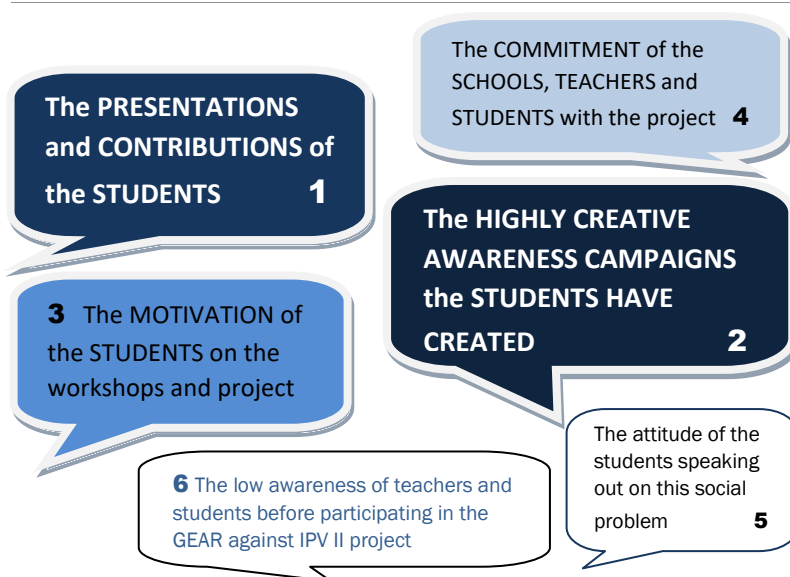 The PRESENTATIONS
and CONTRIBUTIONS of
the STUDENTS 1
The COMMITMENT of the
SCHOOLS, TEACHERS and
STUDENTS with the project 4
The HIGHLY CREATIVE
AWARENESS CAMPAIGNS
the STUDENTS HAVE
CREATED 2
3 The MOTIVATION of
the STUDENTS on the
workshops and project
The attitude of the
students speaking
out on this social
problem 5
6 The low awareness of teachers and
students before participating in the
GEAR against IPV II project